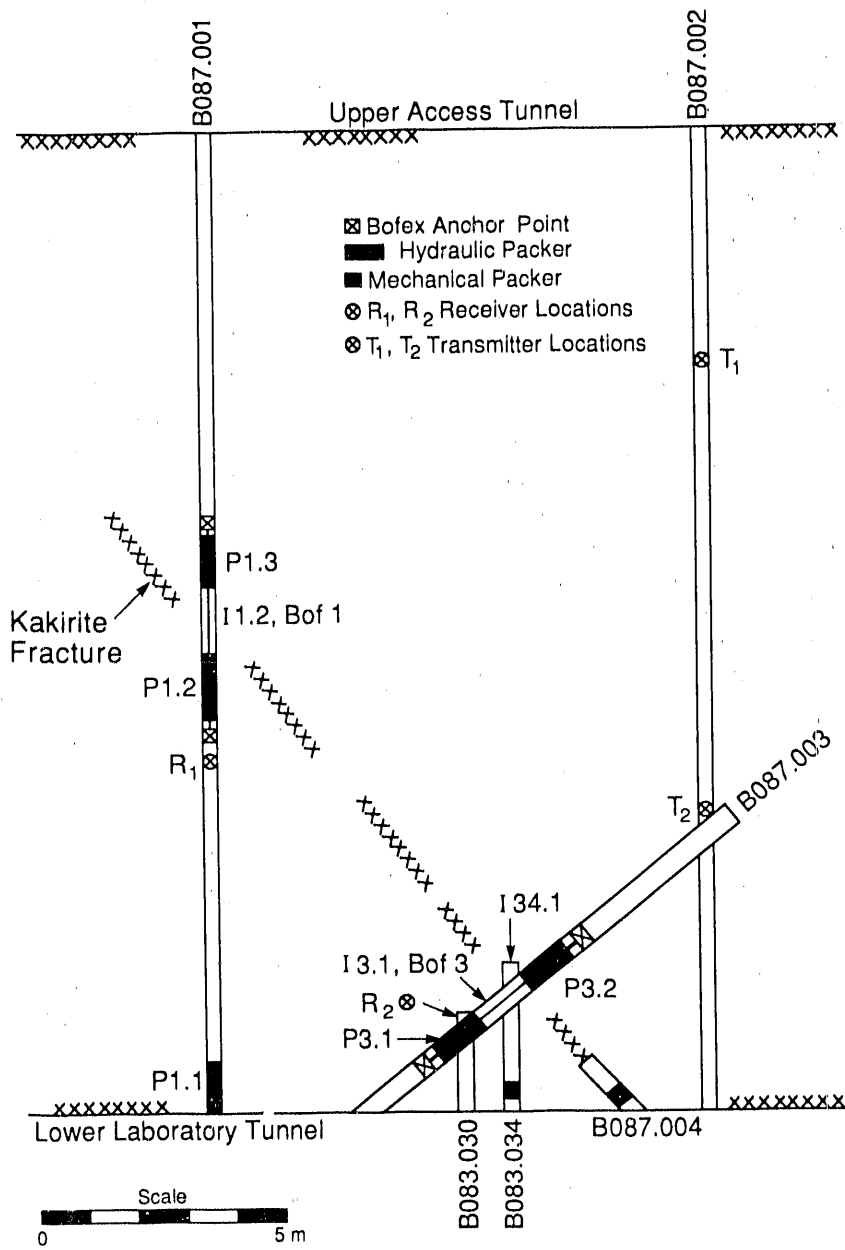 B087.001
B087.002
Upper Access Tunnel
Bofex Anchor Point
Hydraulic Packer
Mechanical Packer
R1, R2 Receiver Locations
T1, T2 Transmitter Locations
T1
P1.3
I 1.2, Bof 1
Kakirite
Fracture
P1.2
R1
B087.003
T2
I 34.1
I 3.1, Bof 3
R2
P3.2
P3.1
P1.1
Lower Laboratory Tunnel
B087.004
B083.030
B083.034
Scale
0
5 m